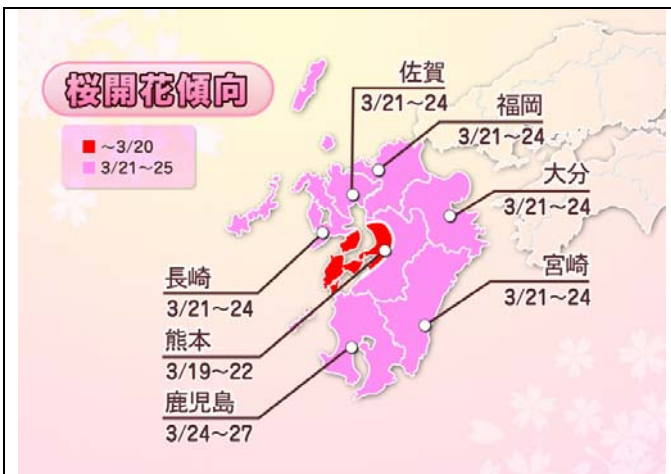 桜開花傾向
～3/20
3/21～25
佐賀
3/21～24
福岡
3/21～24
大分
3/21～24
宮崎
3/21～24
長崎
3/21～24
熊本
3/19～22
鹿児島
3/24～27